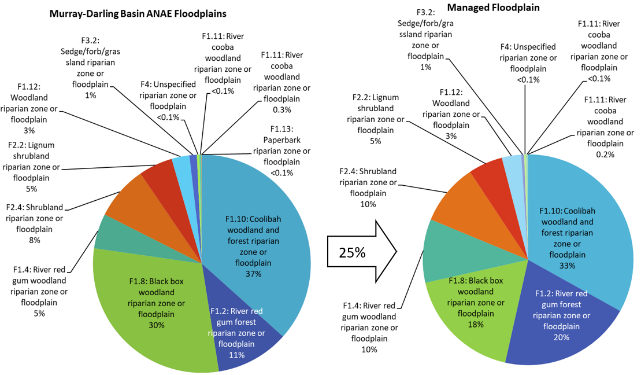 Murray-Darling Basin ANAE Floodplains
F3.2:
Sedge/forb/gras
sland riparian
zone or
floodplain
1%
F4: Unspecified
riparian zone or
floodplain
<0.1%
F1.11: River
cooba
woodland
riparian zone or
floodplain
<0.1%
F1.11: River
cooba
woodland
riparian zone or
floodplain
0.3%
F1.13:
Paperbark
riparian zone or
floodplain
<0.1%
F1.12:
Woodland
riparian zone or
floodplain
3%
F2.2: Lignum
shrubland
riparian zone or
floodplain
5%
F2.4: Shrubland
riparian zone or
floodplain
8%
F1.4: River red
gum woodland
riparian zone or
floodplain
5%
F1.8: Black box
woodland
riparian zone or
floodplain
30%
F1.10: Coolibah
woodland and
forest riparian
zone or
floodplain
37%
F1.2: River red
gum forest
riparian zone or
floodplain
11%
25%
Managed Floodplain
F3.2:
Sedge/forb/gra
ssland riparian
zone or
floodplain
1%
F4: Unspecified
riparian zone or
floodplain
<0.1%
F1.11: River
cooba
woodland
riparian zone or
floodplain
<0.1%
F1.11: River
cooba
woodland
riparian zone or
floodplain
0.2%
F1.12:
Woodland
riparian zone or
floodplain
3%
F2.2: Lignum
shrubland
riparian zone or
floodplain
5%
F2.4: Shrubland
riparian zone or
floodplain
10%
F1.4: River red
gum woodland
riparian zone or
floodplain
10%
F1.8: Black box
woodland
riparian zone or
floodplain
18%
F1.10: Coolibah
woodland and
forest riparian
zone or
floodplain
33%
F1.2: River red
gum forest
riparian zone or
floodplain
20%